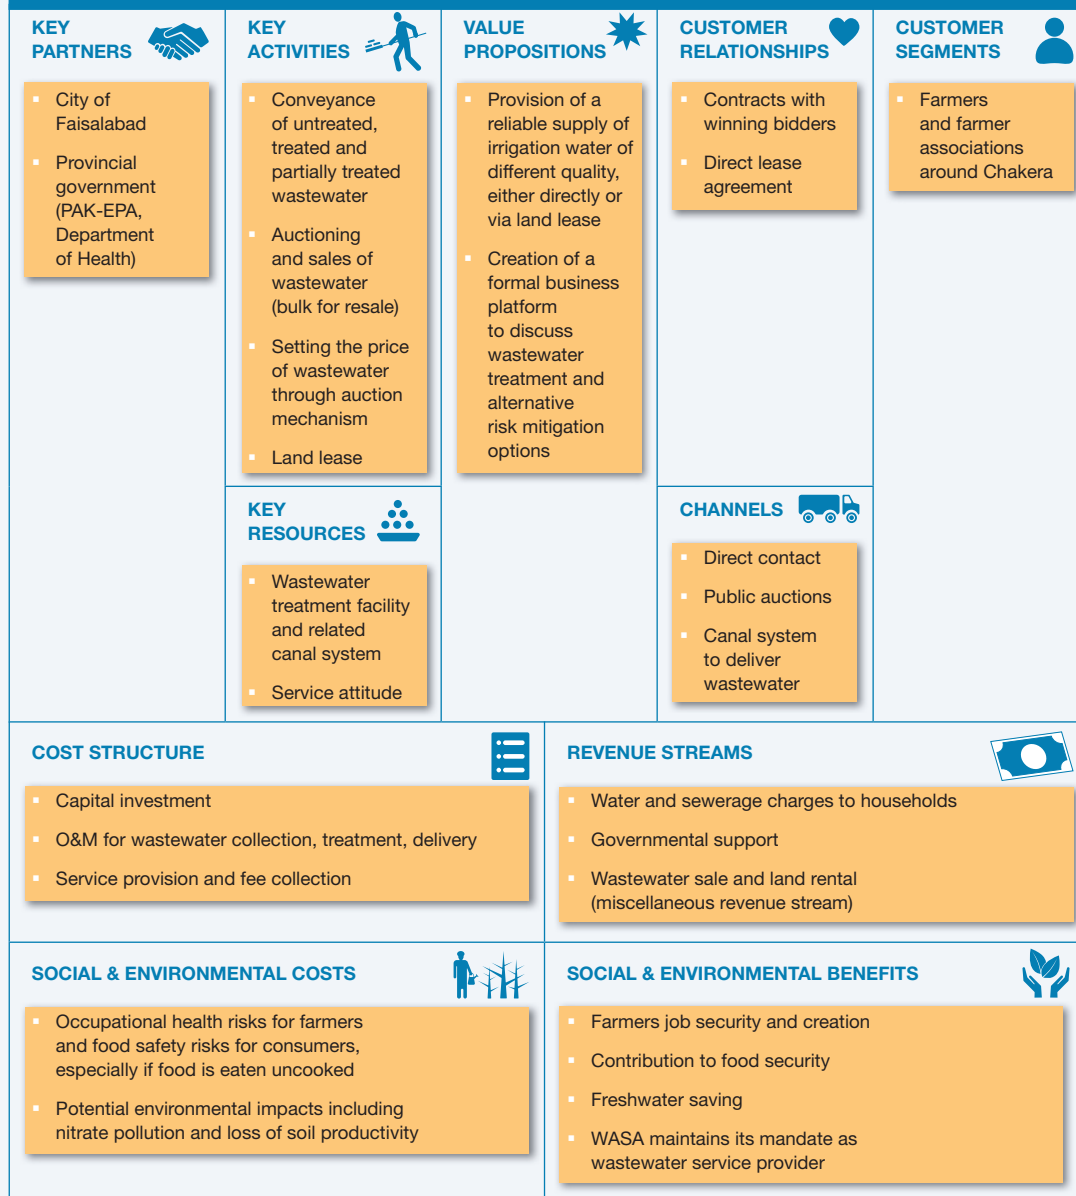 KEY
PARTNERS
City of
Faisalabad
Provincial
government
(PAK-EPA,
Department
of Health)
KEY
ACTIVITIES
Conveyance
of untreated,
treated and
partially treated
wastewater
Auctioning
and sales of
wastewater
(bulk for resale)
Setting the price
of wastewater
through auction
mechanism
Land lease
KEY
RESOURCES
Wastewater
treatment facility
and related
canal system
Service attitude
VALUE
PROPOSITIONS
Provision of a
reliable supply of
irrigation water of
different quality,
either directly or
via land lease
Creation of a
formal business
platform
to discuss
wastewater
treatment and
alternative
risk mitigation
options
CUSTOMER
RELATIONSHIPS
Contracts with
winning bidders
Direct lease
agreement
CHANNELS
Direct contact
Public auctions
Canal system
to deliver
wastewater
CUSTOMER
SEGMENTS
Farmers
and farmer
associations
around Chakera
COST STRUCTURE
Capital investment
O&M for wastewater collection, treatment, delivery
Service provision and fee collection
REVENUE STREAMS
Water and sewerage charges to households
Governmental support
Wastewater sale and land rental
(miscellaneous revenue stream)
SOCIAL & ENVIRONMENTAL COSTS
Occupational health risks for farmers
and food safety risks for consumers,
especially if food is eaten uncooked
Potential environmental impacts including
nitrate pollution and loss of soil productivity
SOCIAL & ENVIRONMENTAL BENEFITS
Farmers job security and creation
Contribution to food security
Freshwater saving
WASA maintains its mandate as
wastewater service provider